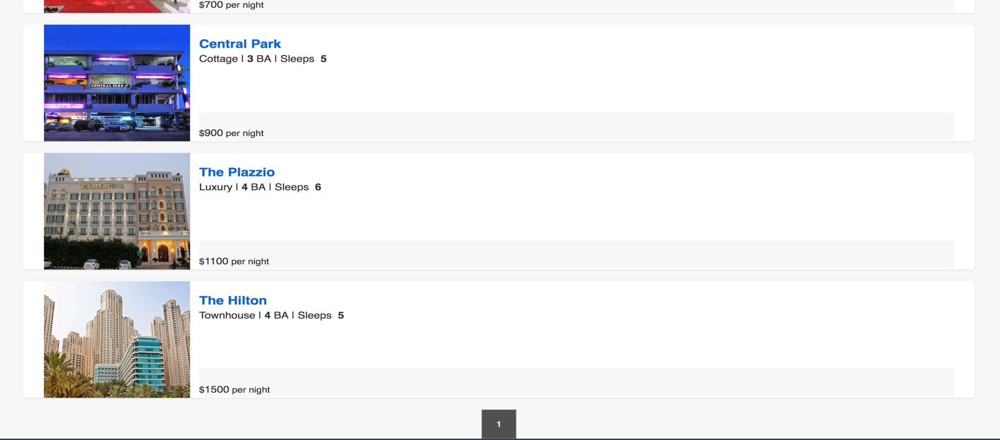 $700 per night
Central Park
Cottage | 3 BA | Sleeps 5
CENTRAL PARK 17
$900 per night
The Plazzio
Luxury | 4 BA | Sleeps 6
THE PLLAZIO HOTEL
$1100 per night
The Hilton
Townhouse | 4 BA | Sleeps 5
$1500 per night
1